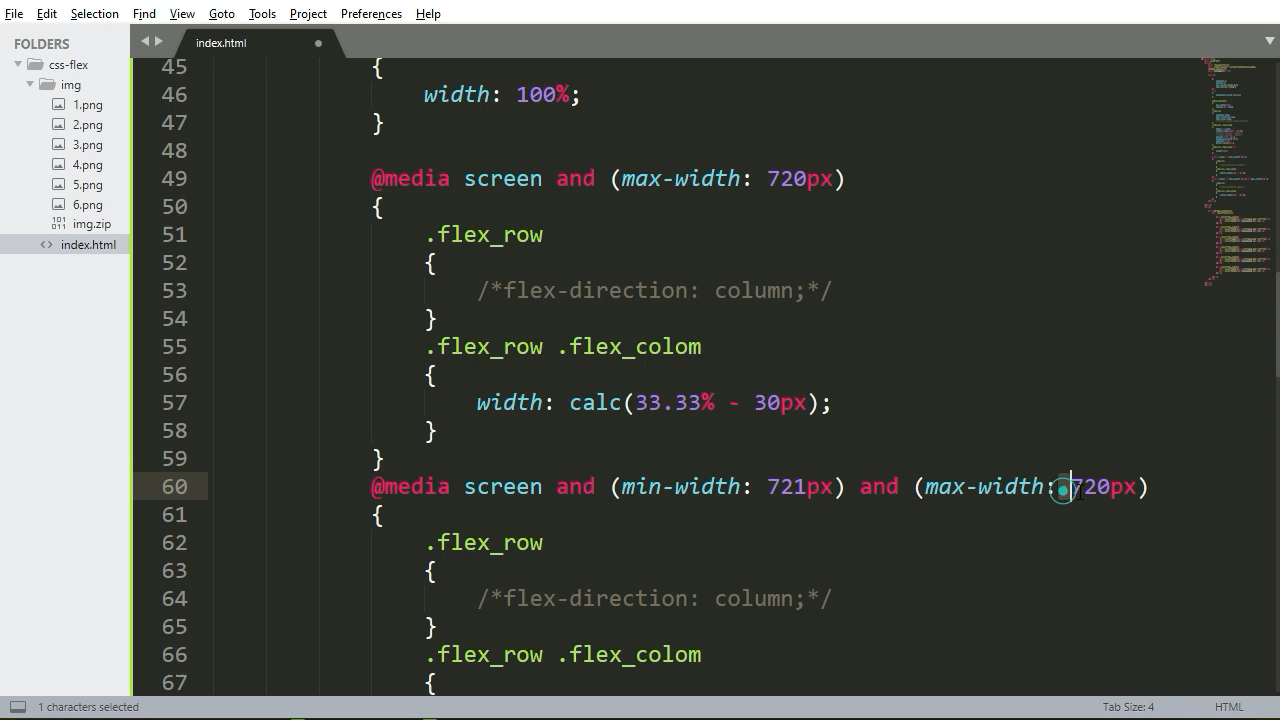 File Edit Selection Find View Goto Tools Project Preferences Help
FOLDERS
css-flex
img
1.png
2.png
3.png
4.png
5.png
6.png
img.zip
<> index.html
index.html
45 {
46 width: 100%;
47 }
48
49 @media screen and (max-width: 720px)
50 {
51 .flex_row
52 {
53 /*flex-direction: column;*/
54 }
55 .flex_row .flex_colom
56 {
57 width: calc(33.33% - 30px);
58 }
59 }
60 @media screen and (min-width: 721px) and (max-width: 720px)
61 {
62 .flex_row
63 {
64 /*flex-direction: column;*/
65 }
66 .flex_row .flex_colom
67 {
1 characters selected
Tab Size: 4
HTML